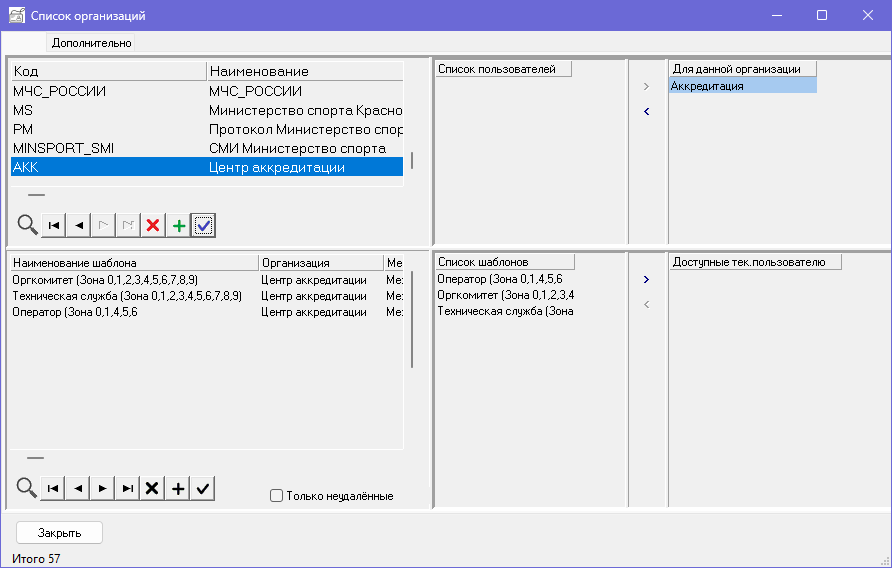 Список организаций
Дополнительно
Код Наименование
МЧС_РОССИИ МЧС_РОССИИ
MS Министерство спорта Красно
PM Протокол Министерство спор
MINSPORT_SMI СМИ Министерство спорта
АКК Центр аккредитации
Список пользователей
Для данной организации
Аккредитация
Наименование шаблона Организация Ме
Оргкомитет (Зона 0,1,2,3,4,5,6,7,8,9) Центр аккредитации Ме:
Техническая служба (Зона 0,1,2,3,4,5,6,7,8,9) Центр аккредитации Ме:
Оператор (Зона 0,1,4,5,6 Центр аккредитации Ме:
Список шаблонов
Оператор (Зона 0,1,4,5,6
Оргкомитет (Зона 0,1,2,3,4
Техническая служба (Зона
Доступные тек.пользователю
Только неудалённые
Закрыть
Итого 57